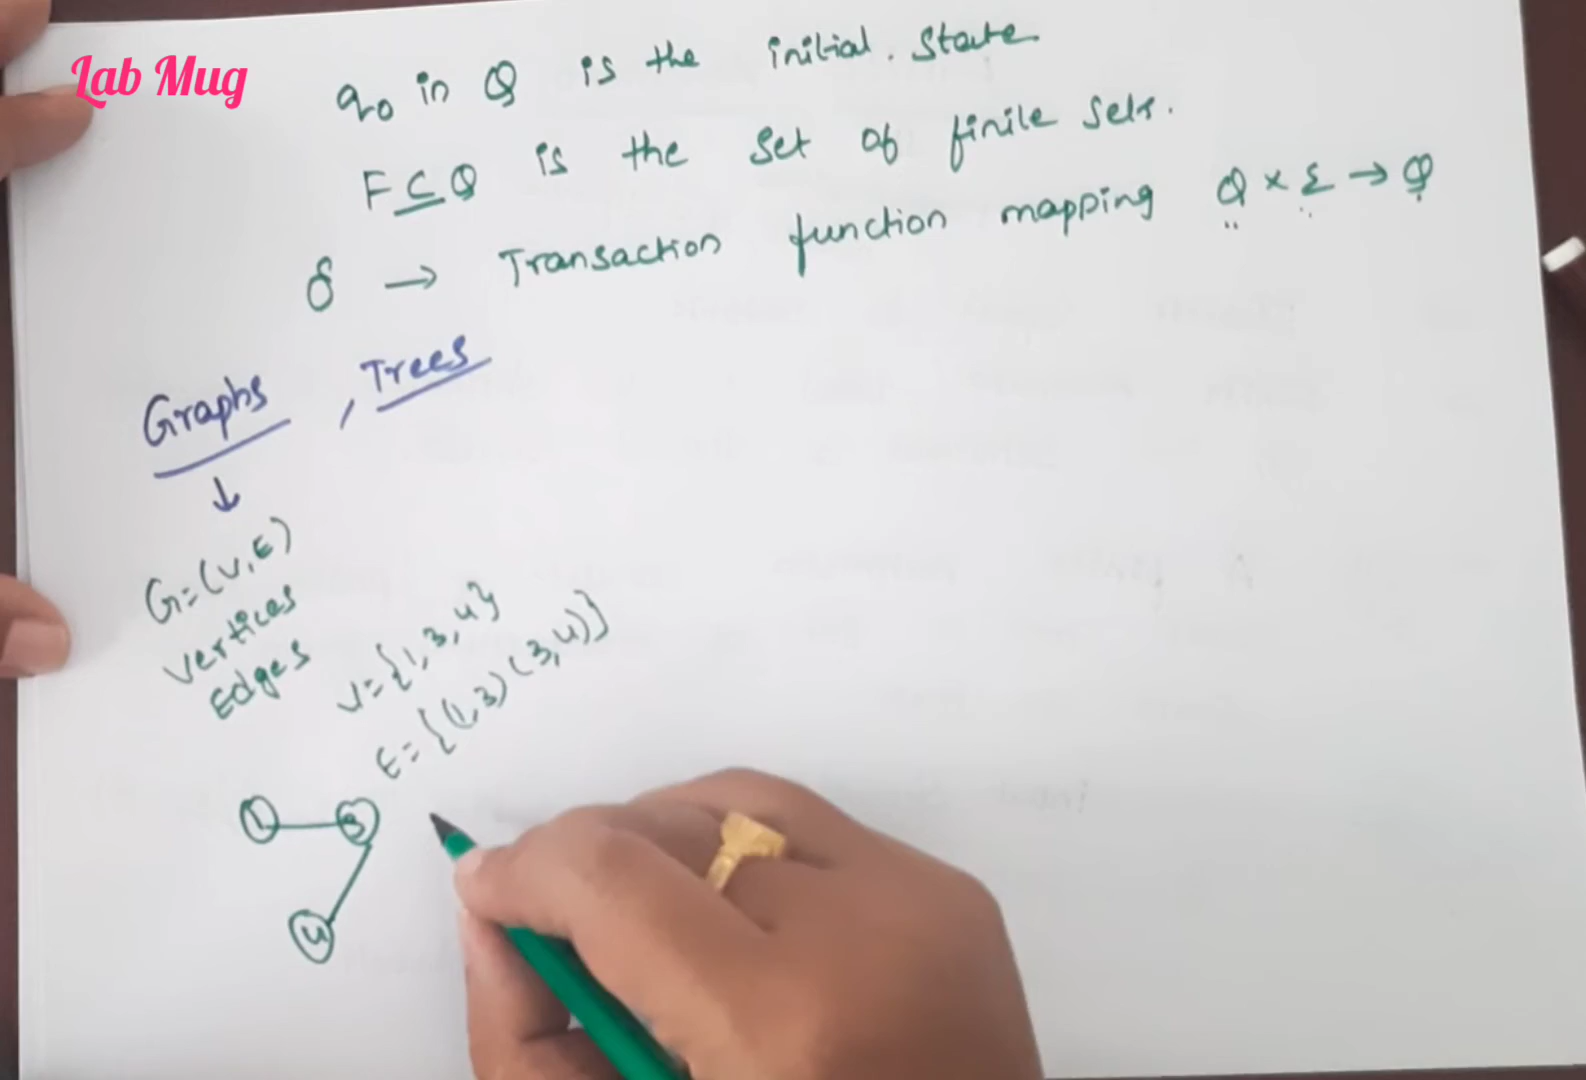 Lab Mug
q0 in Q is the initial. state
F ⊆ Q is the set of finite sets.
δ → Transaction function mapping Q × Σ → Q
Graphs, Trees
↓
G=(V,E)
vertices
Edges
V={1,3,4}
E={(1,3)(3,4)}
1 3
4